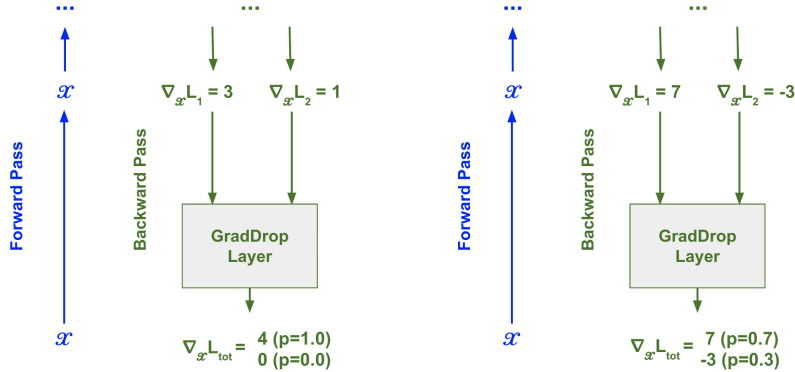 ...
...
x
∇xL1 = 3
∇xL2 = 1
Forward Pass
Backward Pass
GradDrop
Layer
x
∇xLtot =
4 (p=1.0)
0 (p=0.0)
...
...
x
∇xL1 = 7
∇xL2 = -3
Forward Pass
Backward Pass
GradDrop
Layer
x
∇xLtot =
7 (p=0.7)
-3 (p=0.3)